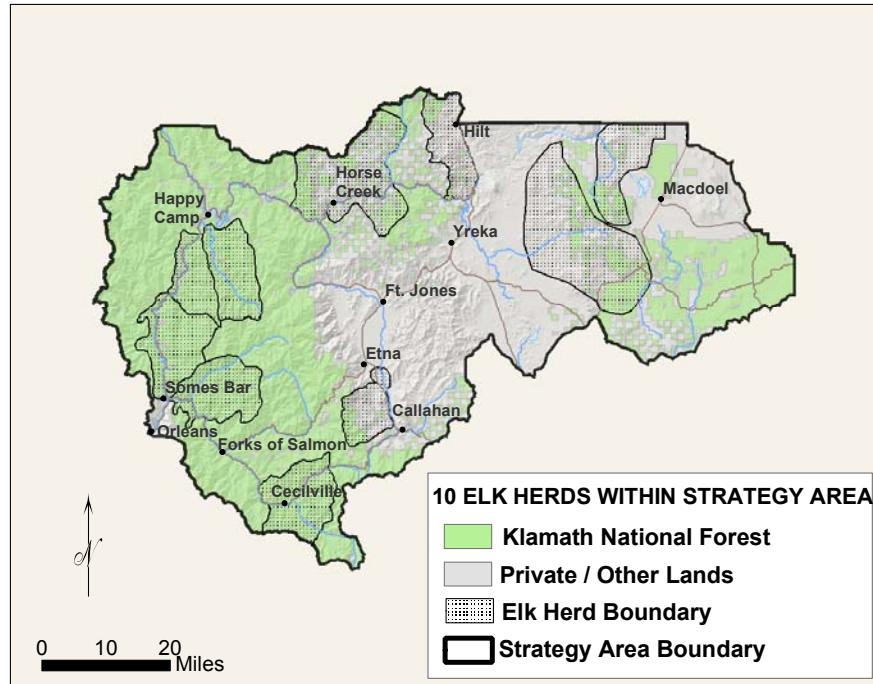 Hilt
Horse
Creek
Macdoel
Happy
Camp
Yreka
Ft. Jones
Etna
Somes Bar
Callahan
Orleans
Forks of Salmon
Cecilville
10 ELK HERDS WITHIN STRATEGY AREA
Klamath National Forest
Private / Other Lands
Elk Herd Boundary
Strategy Area Boundary
N
0 10 20
Miles